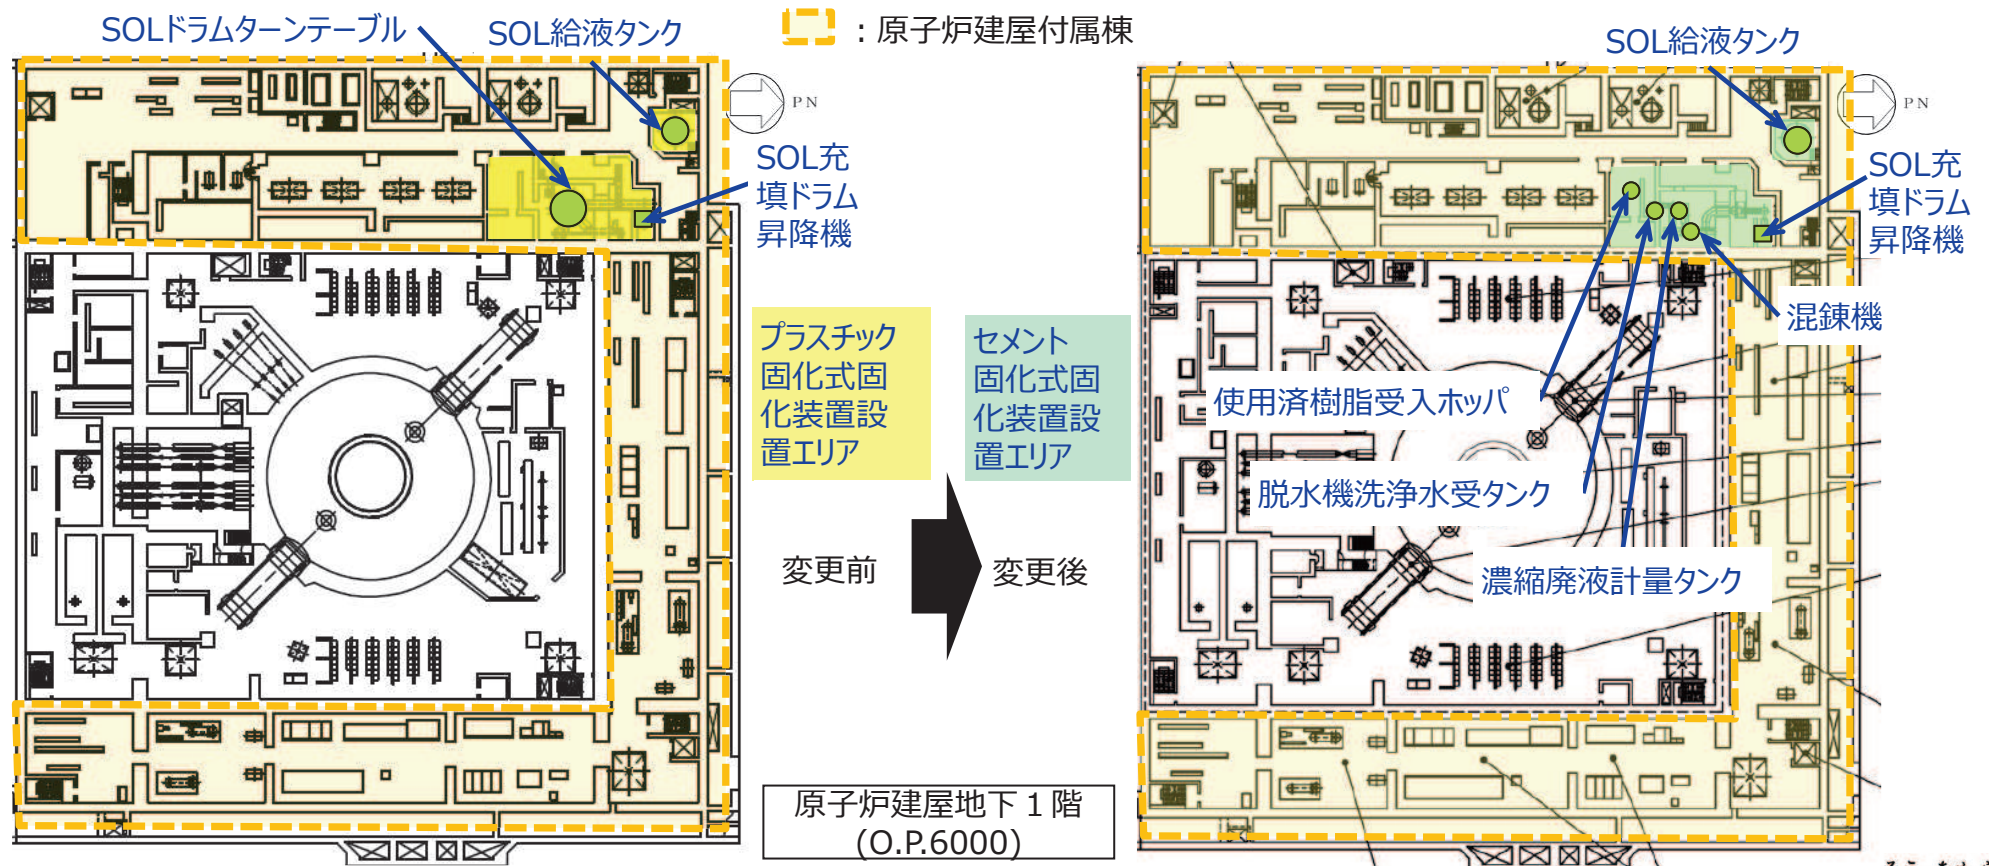 SOLドラムターンテーブル
SOL給液タンク
：原子炉建屋付属棟
SOL給液タンク
PN
PN
SOL充
填ドラム
昇降機
SOL充
填ドラム
昇降機
混錬機
プラスチック
固化式固
化装置設
置エリア
セメント
固化式固
化装置設
置エリア
使用済樹脂受入ホッパ
脱水機洗浄水受タンク
変更前
変更後
濃縮廃液計量タンク
原子炉建屋地下１階
(O.P.6000)